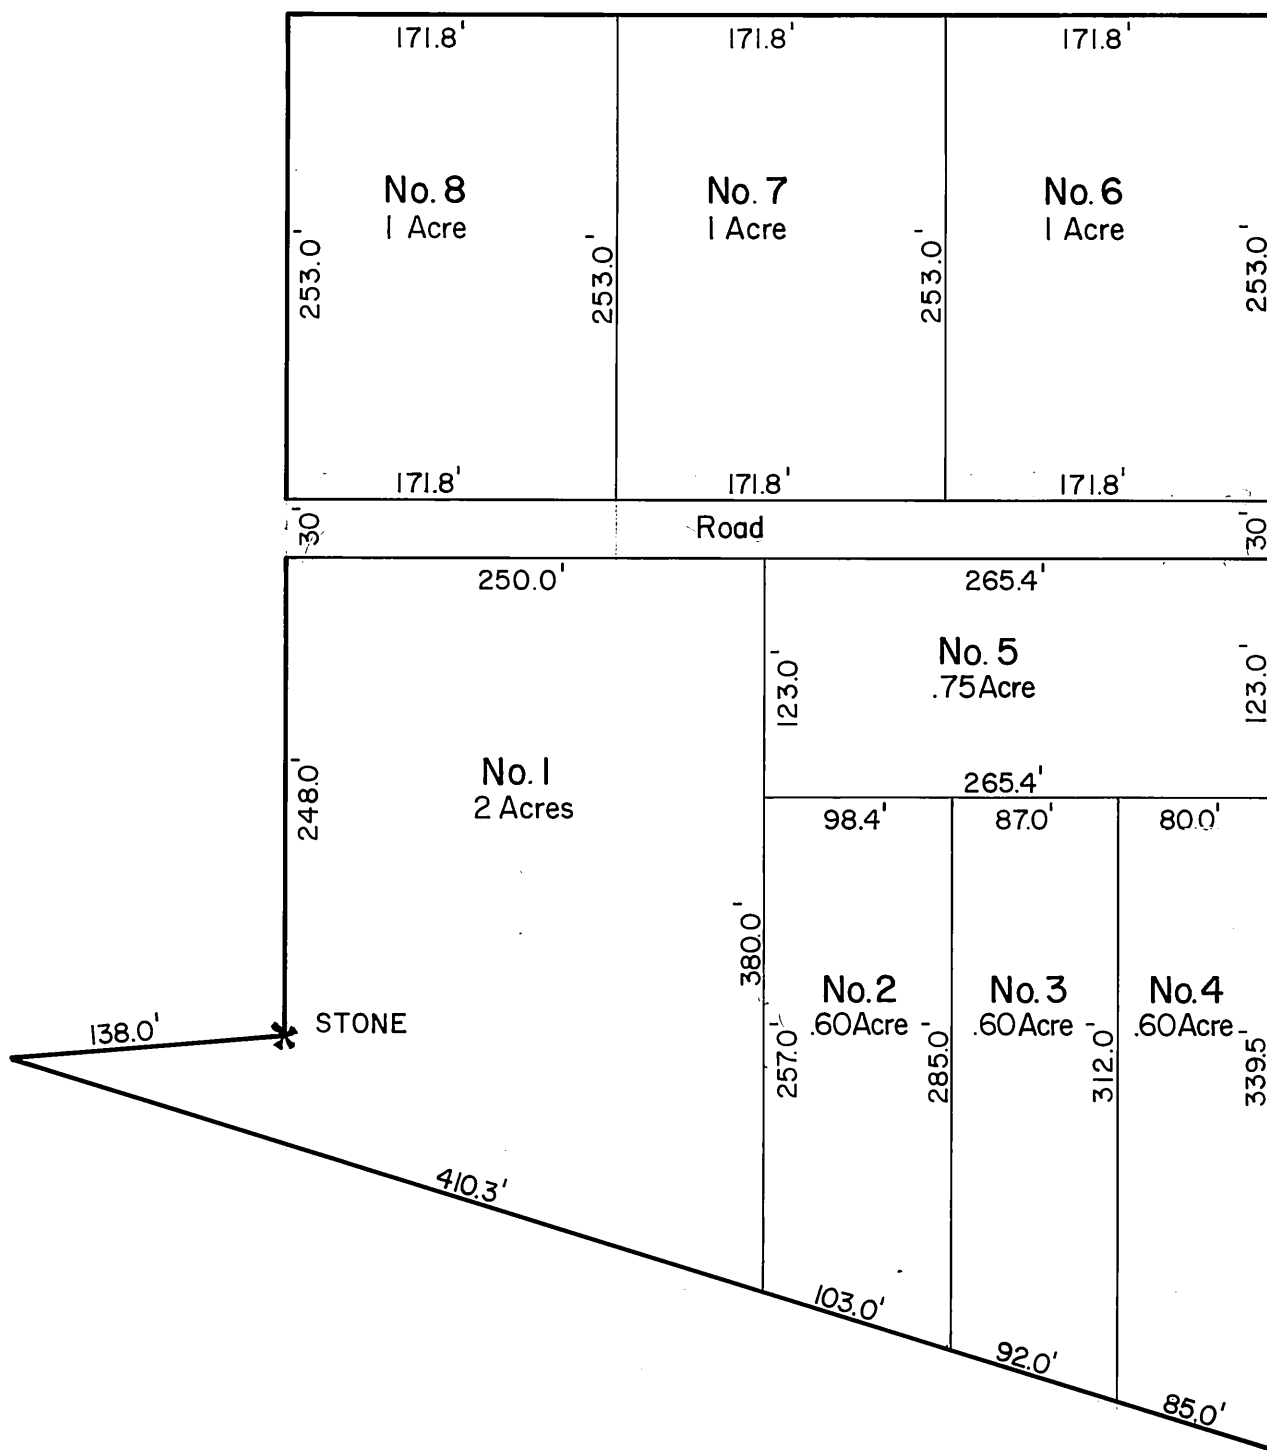 171.8' 171.8' 171.8'
No. 8 No. 7 No. 6
1 Acre 1 Acre 1 Acre
253.0' 253.0' 253.0' 253.0'
171.8' 171.8' 171.8'
30' Road 30'
250.0' 265.4'
No. 5
.75 Acre
123.0' 123.0'
265.4'
No. 1
2 Acres
248.0'
98.4' 87.0' 80.0'
380.0'
No. 2 No. 3 No. 4
.60 Acre .60 Acre .60 Acre
257.0' 285.0' 312.0' 339.5'
STONE
138.0'
410.3'
103.0'
92.0'
85.0'